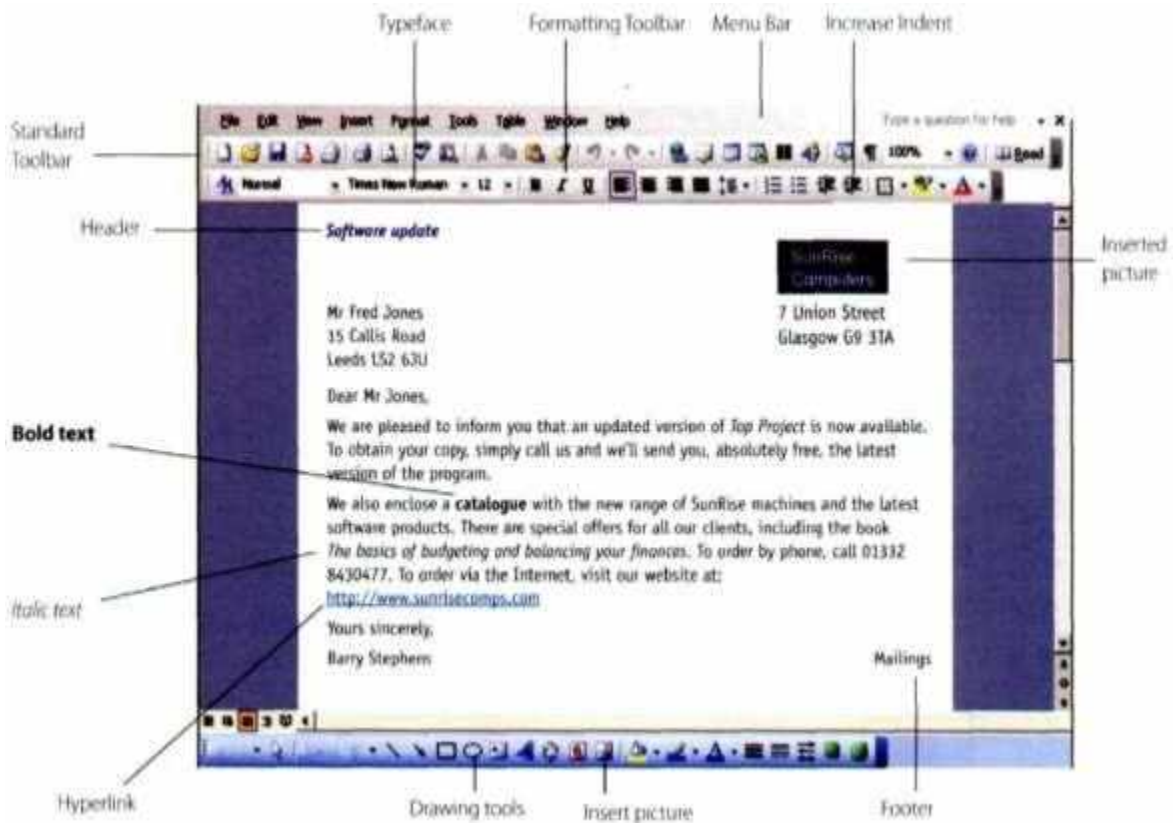 Typeface Formatting Toolbar Menu Bar Increase Indent
Standard
Toolbar
File Edit View Insert Format Tools Table Window Help
Type a question for help
100% Read
Normal Times New Roman 12 B I U
Header
Software update
Inserted
picture
SunRise
Computers
Mr Fred Jones
15 Callis Road
Leeds LS2 63U
7 Union Street
Glasgow G9 3TA
Dear Mr Jones,
Bold text
We are pleased to inform you that an updated version of Top Project is now available.
To obtain your copy, simply call us and we'll send you, absolutely free, the latest
version of the program.
We also enclose a catalogue with the new range of SunRise machines and the latest
software products. There are special offers for all our clients, including the book
The basics of budgeting and balancing your finances. To order by phone, call 01332
8430477. To order via the Internet, visit our website at:
http://www.sunrisecomps.com
Italic text
Yours sincerely,
Barry Stephern
Mailings
Hyperlink
Drawing tools
Insert picture
Footer